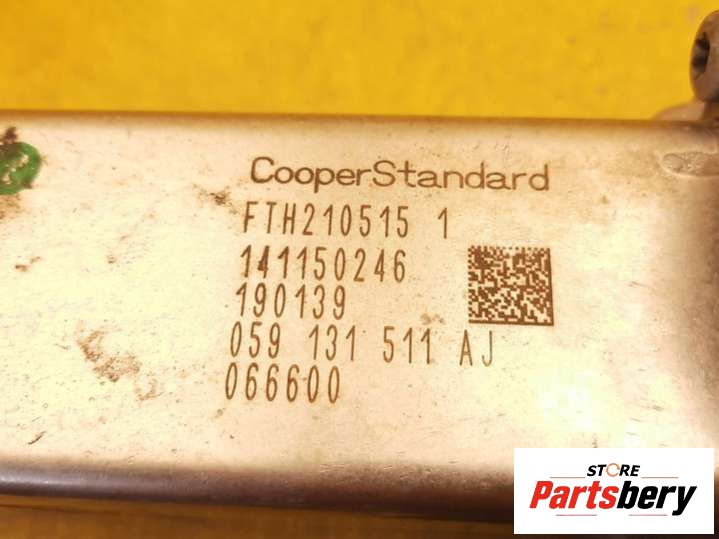 CooperStandard
FTH210515 1
141150246
190139
059 131 511 AJ
066600
STORE
Partsbery